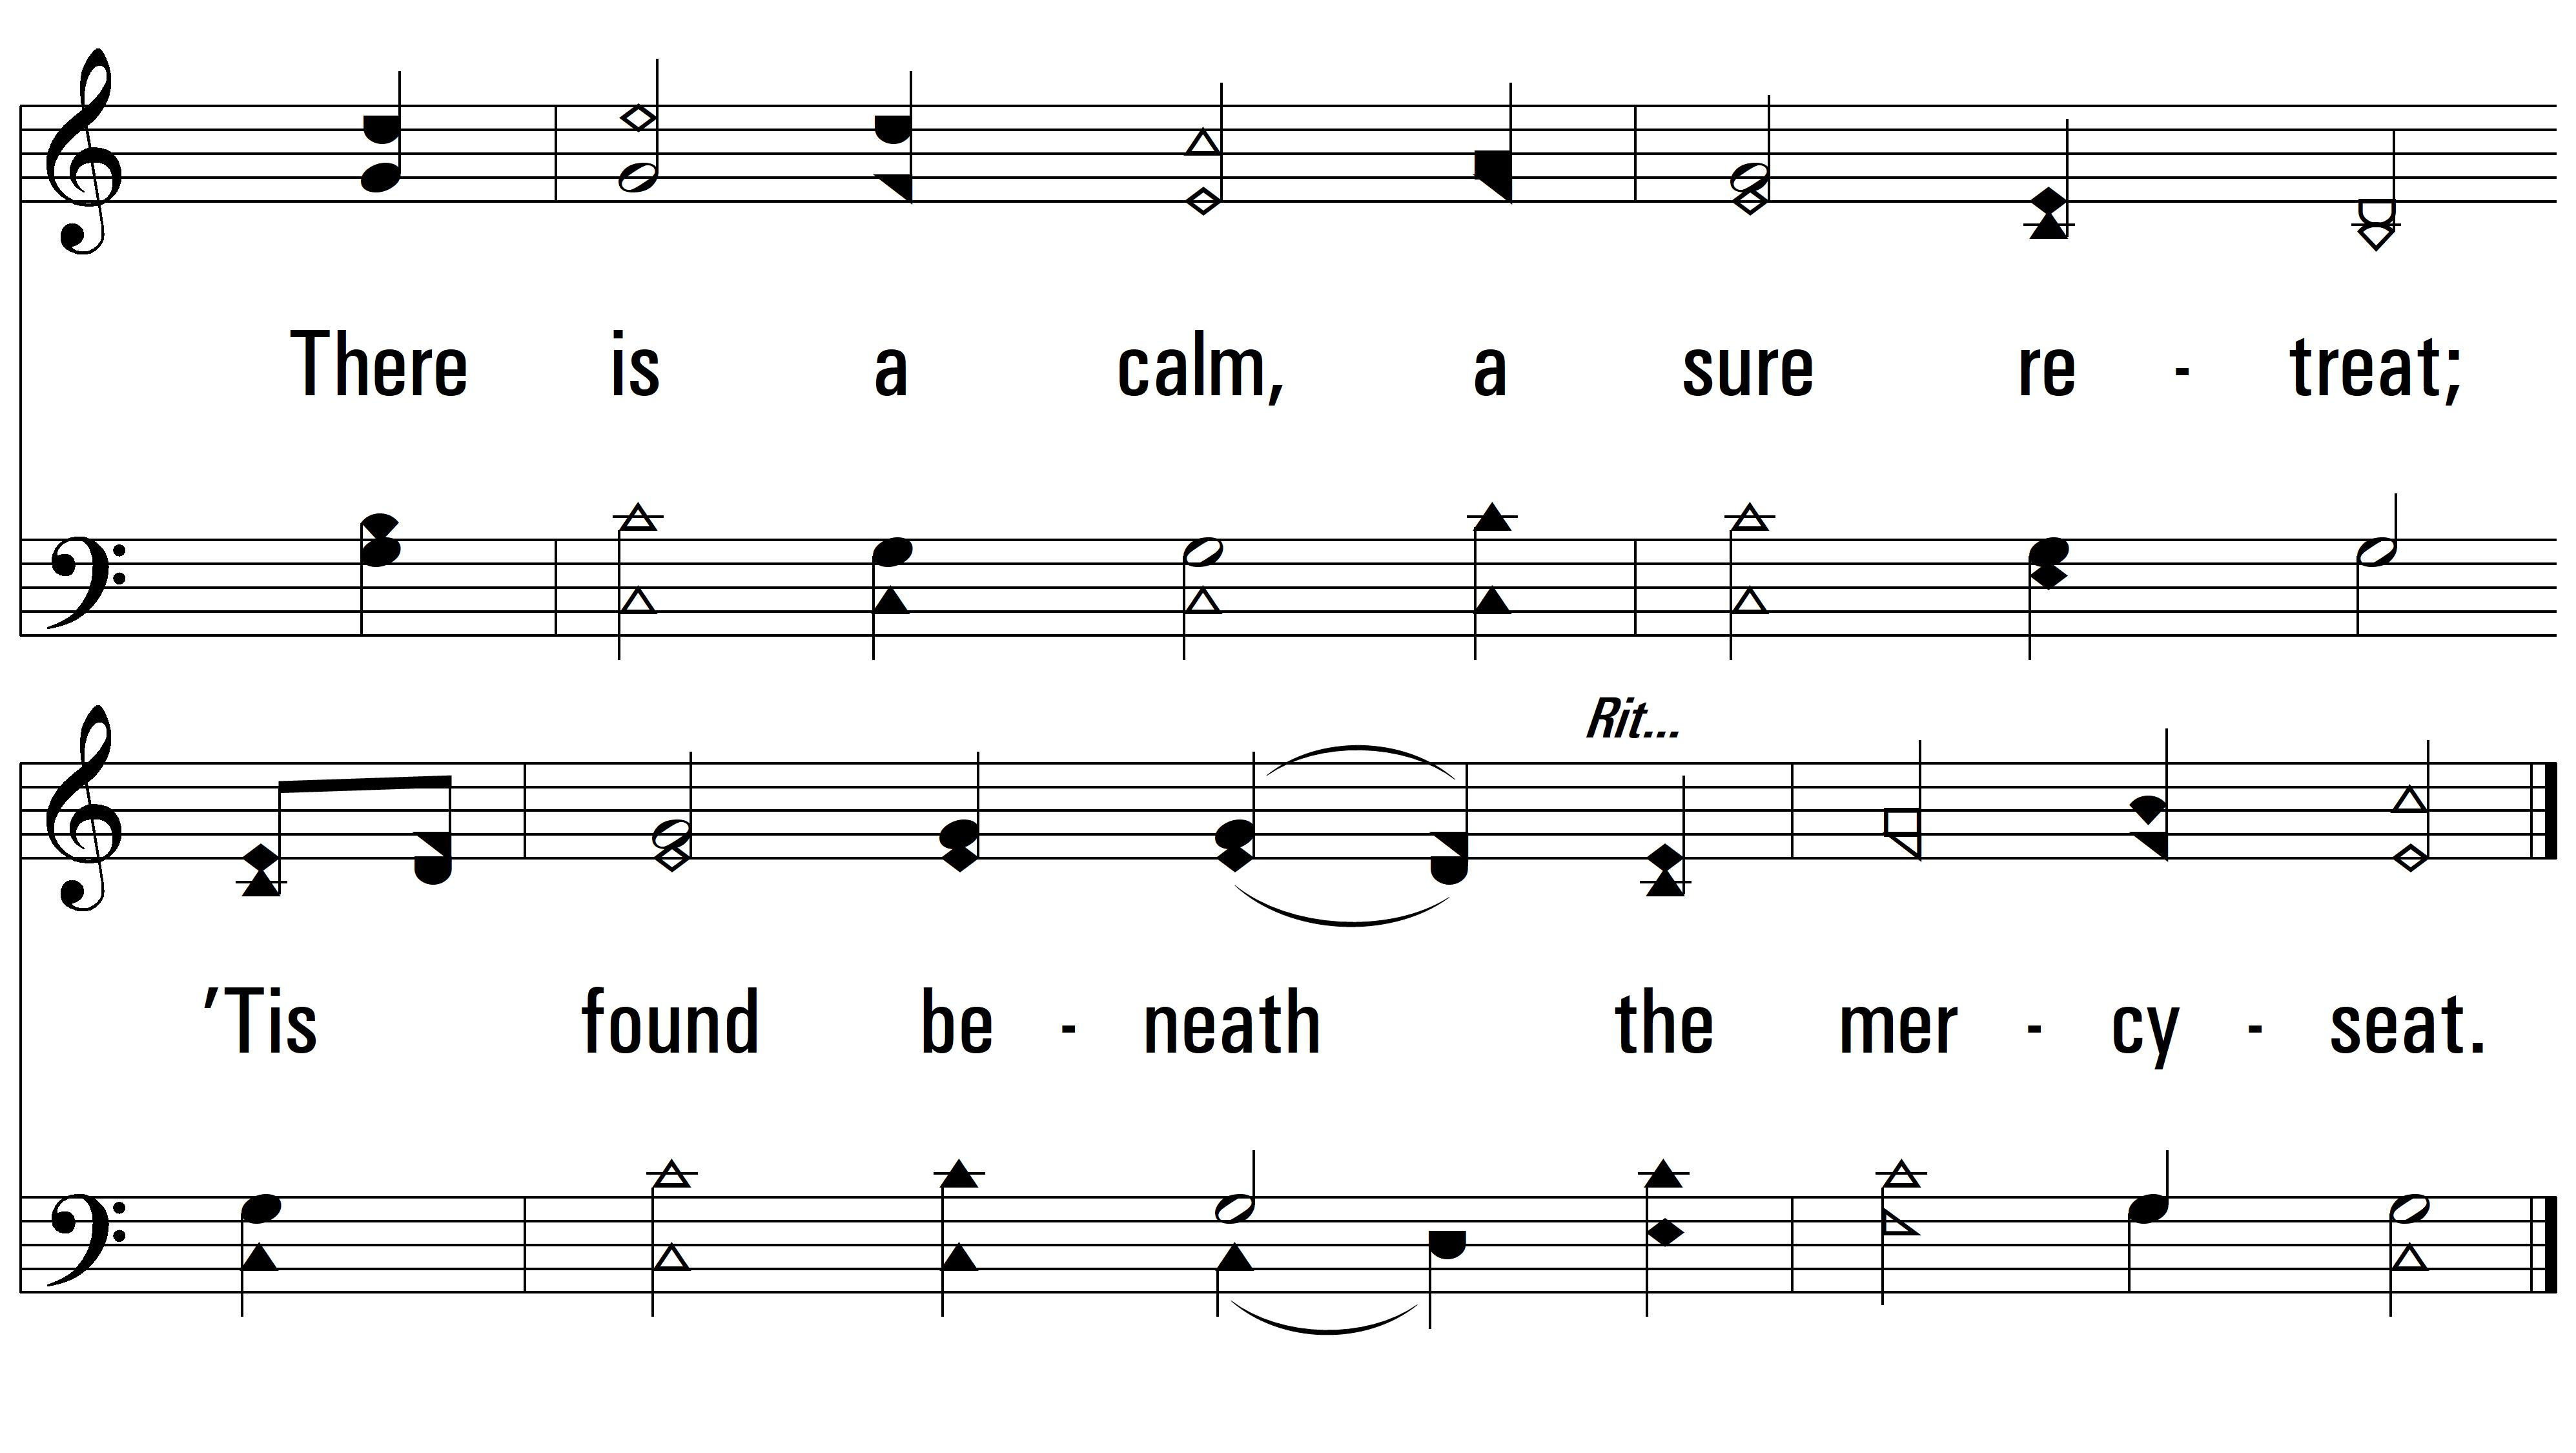 There is a calm, a sure re - treat;
Rit...
’Tis found be - neath the mer - cy - seat.